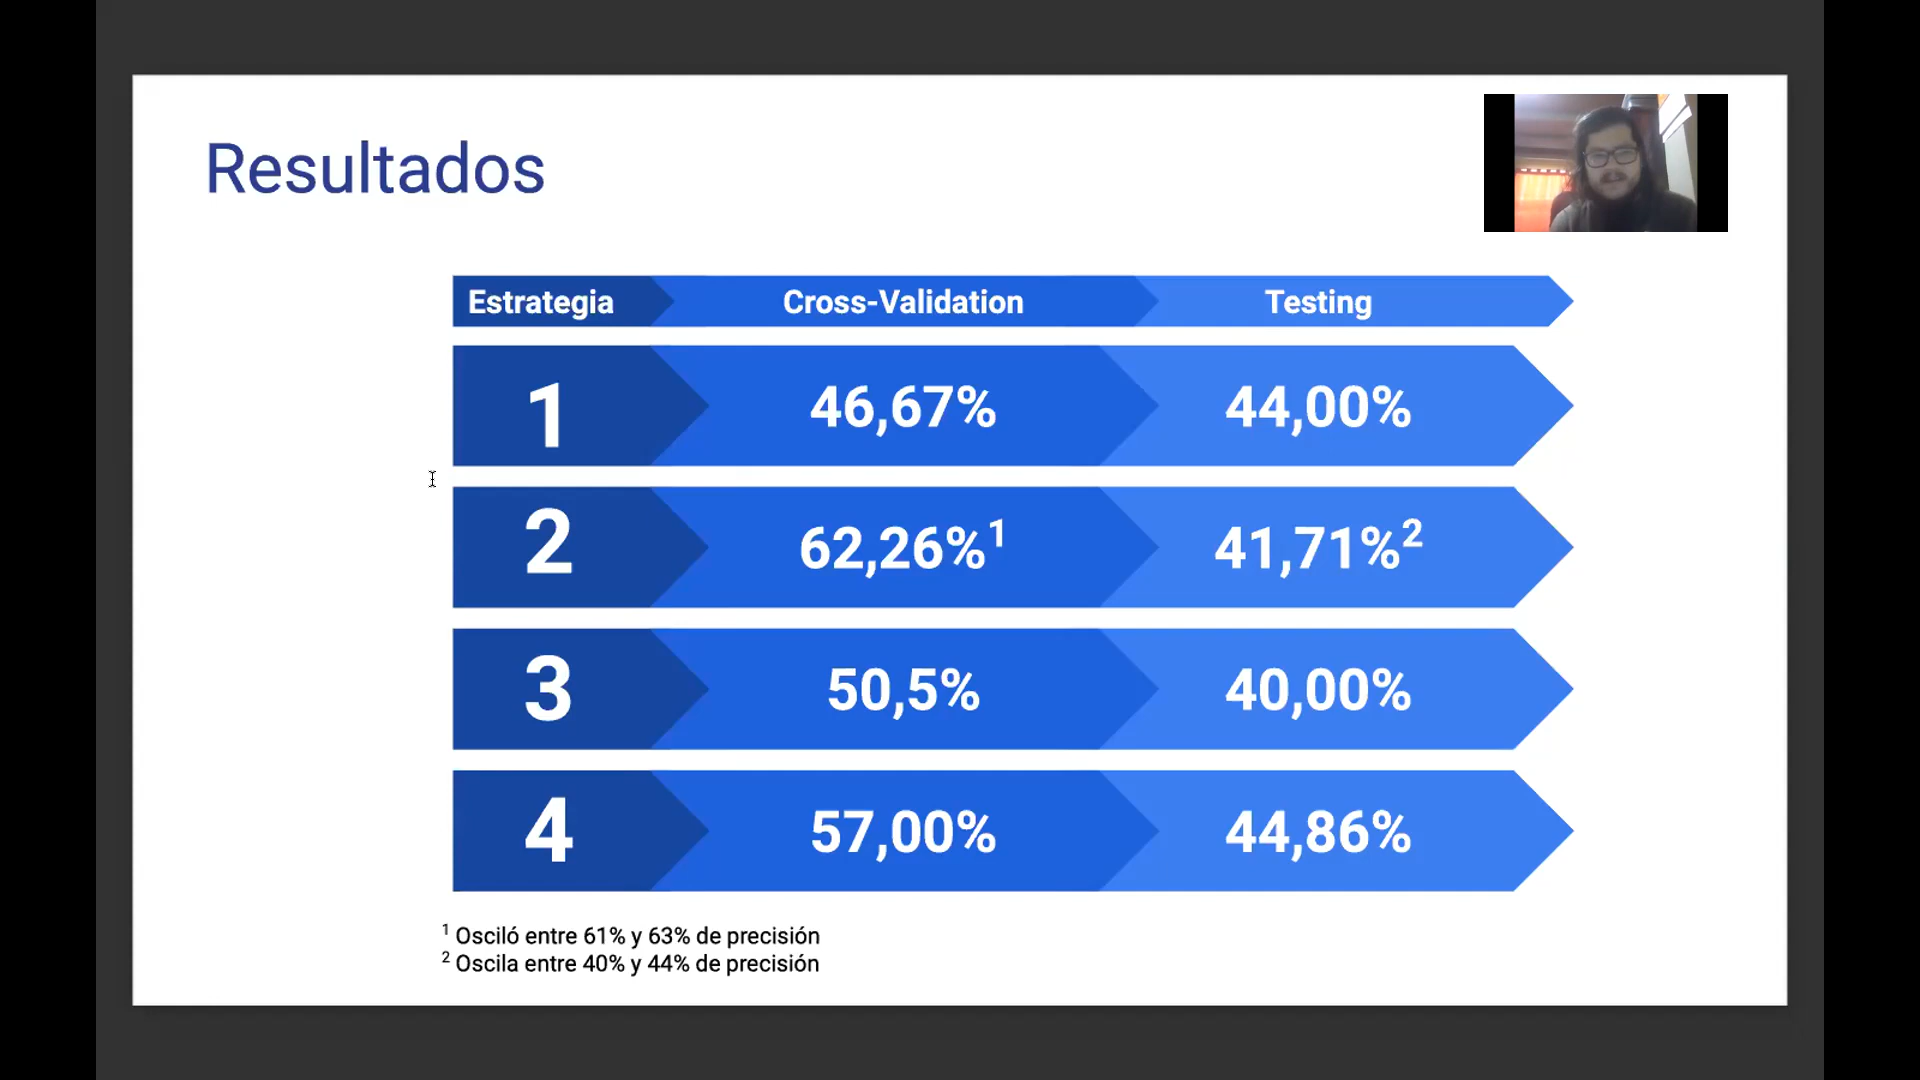 Resultados
Estrategia Cross-Validation Testing
1 46,67% 44,00%
2 62,26%¹ 41,71%²
3 50,5% 40,00%
4 57,00% 44,86%
¹ Osciló entre 61% y 63% de precisión
² Oscila entre 40% y 44% de precisión